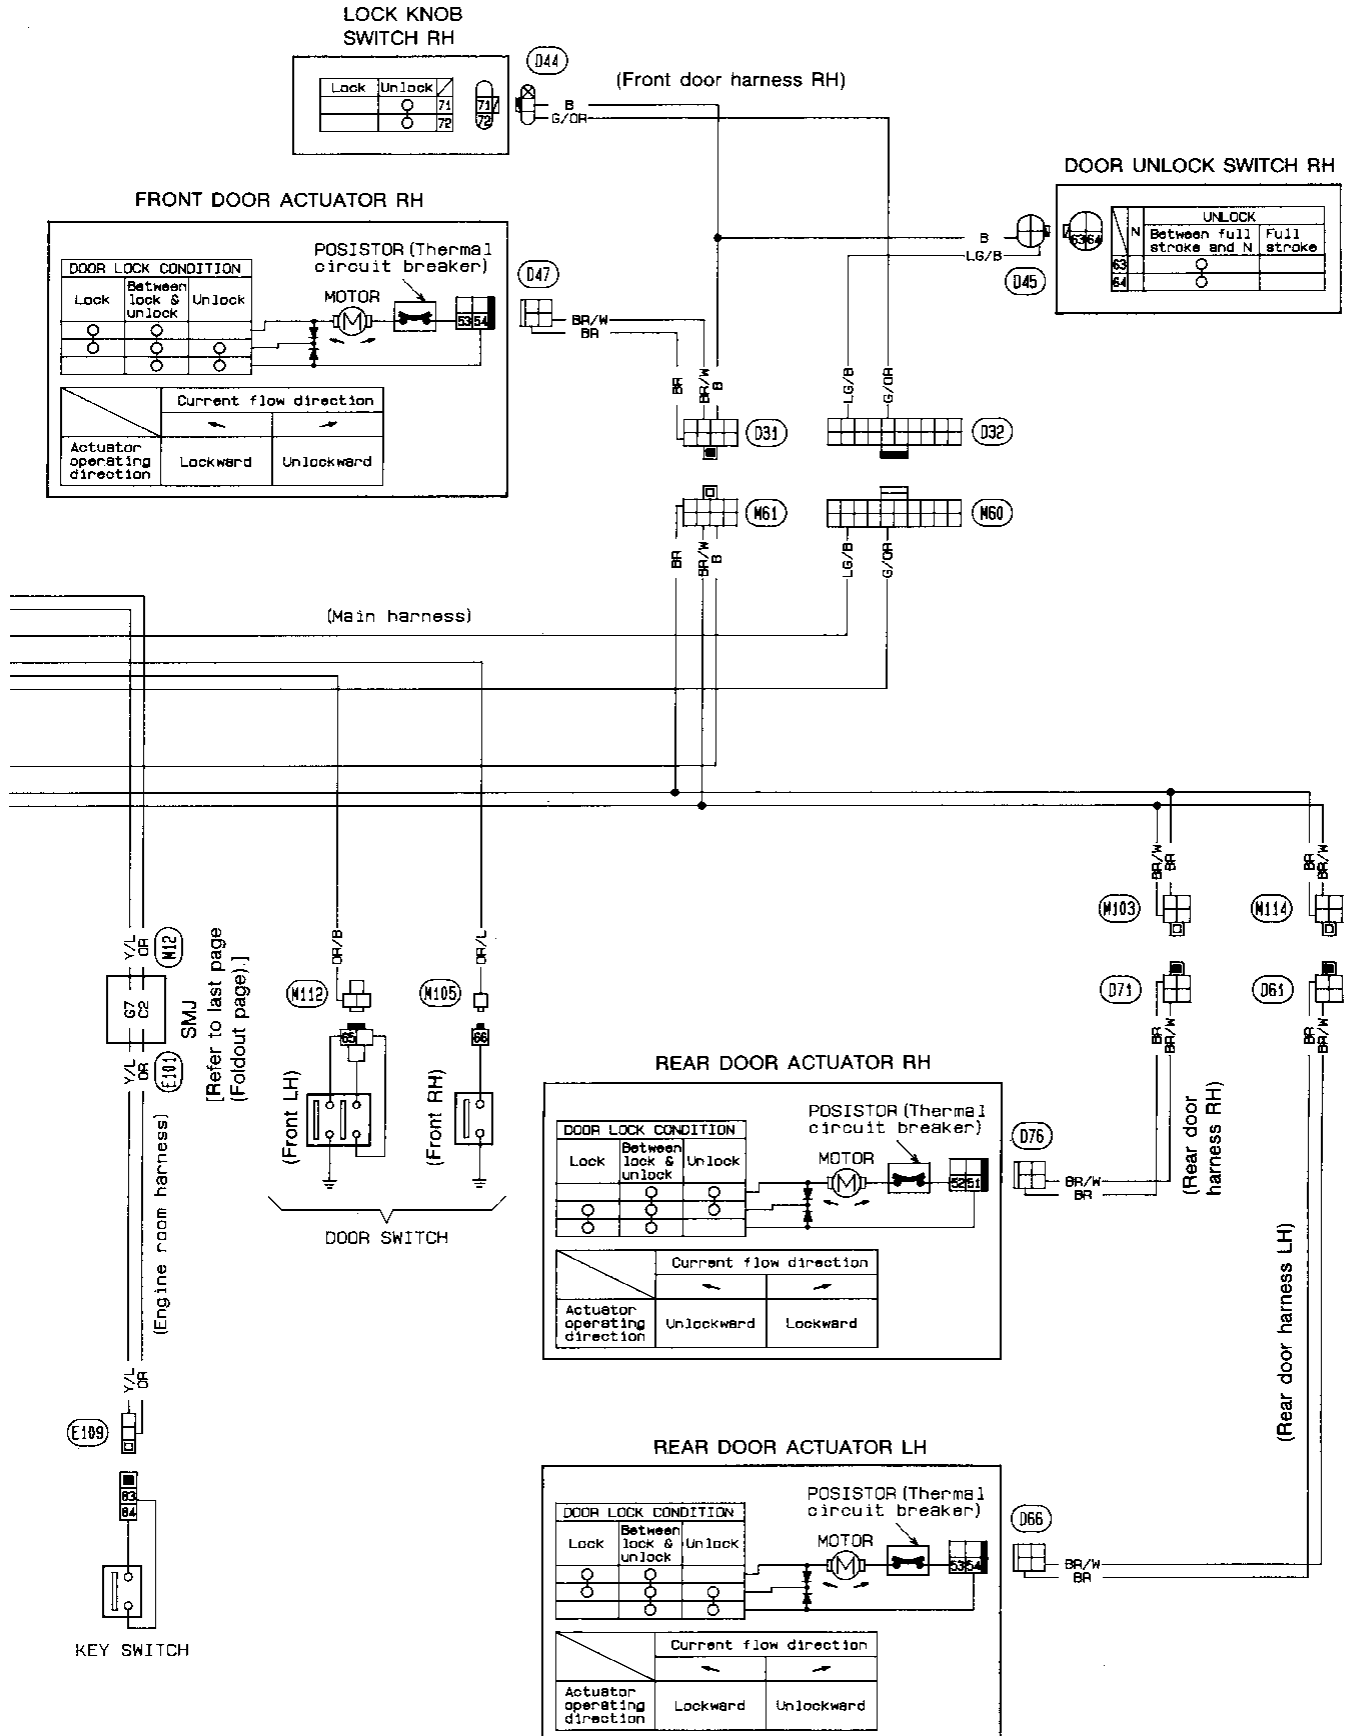 LOCK KNOB
SWITCH RH
D44
(Front door harness RH)
Lock Unlock
71
72
71
72
B
G/OR
DOOR UNLOCK SWITCH RH
FRONT DOOR ACTUATOR RH
UNLOCK
N Between full stroke and N Full stroke
63
64
63 64
B
LG/B
D45
POSISTOR (Thermal
circuit breaker)
D47
DOOR LOCK CONDITION
Lock Between lock & unlock Unlock
MOTOR
M
53 54
BR/W
BR
BR
BR/W
B
LG/B
G/OR
Current flow direction
Actuator operating direction Lockward Unlockward
D31
D32
M61
M60
BR
BR/W
B
LG/B
G/OR
(Main harness)
BR/W
BR
BR
BR/W
M103
M114
Y/L
OR
M12
OR/B
OR/L
G7
C2
SMJ
[Refer to last page
(Foldout page).]
M112
M105
D71
D61
65
66
Y/L
OR
E101
BR
BR/W
BR
BR/W
(Front LH)
(Front RH)
REAR DOOR ACTUATOR RH
POSISTOR (Thermal
circuit breaker)
D76
DOOR LOCK CONDITION
Lock Between lock & unlock Unlock
MOTOR
M
52 51
BR/W
BR
(Rear door
harness RH)
DOOR SWITCH
(Engine room harness)
Current flow direction
Actuator operating direction Unlockward Lockward
(Rear door harness LH)
Y/L
OR
E109
83
84
KEY SWITCH
REAR DOOR ACTUATOR LH
POSISTOR (Thermal
circuit breaker)
D66
DOOR LOCK CONDITION
Lock Between lock & unlock Unlock
MOTOR
M
53 54
BR/W
BR
Current flow direction
Actuator operating direction Lockward Unlockward